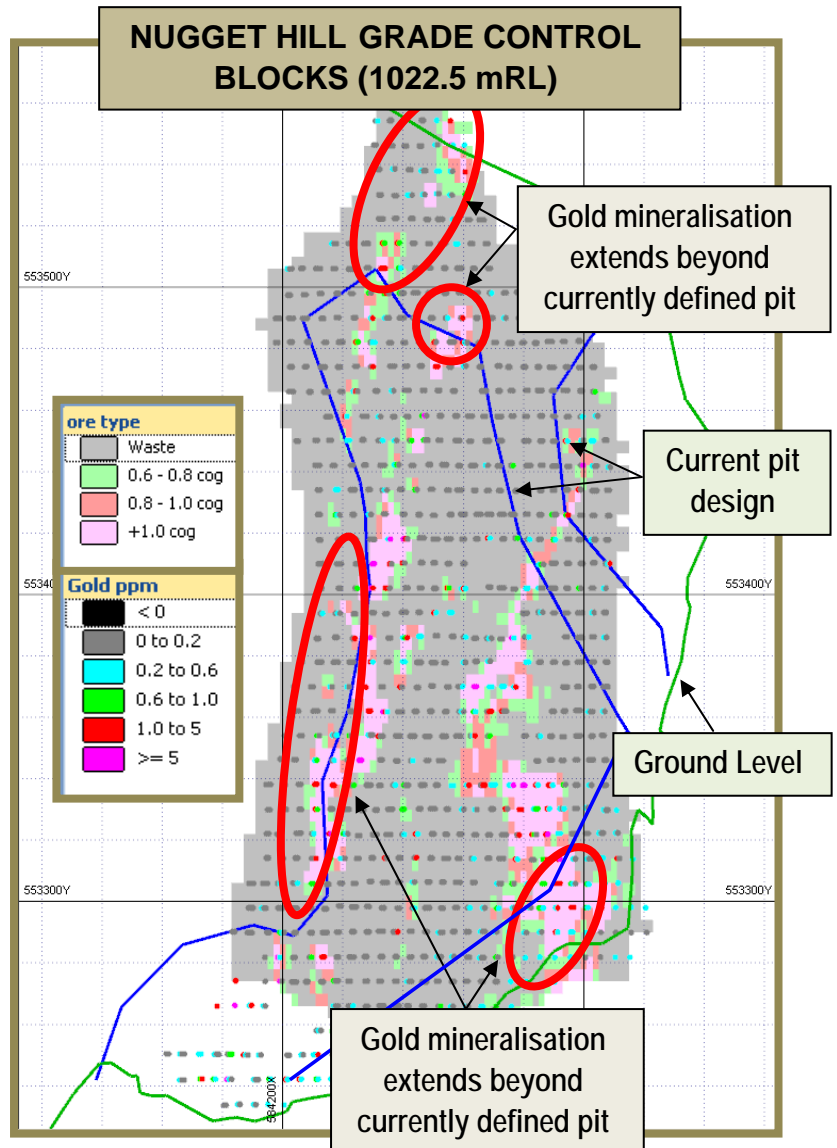 NUGGET HILL GRADE CONTROL
BLOCKS (1022.5 mRL)
Gold mineralisation
extends beyond
currently defined pit
553500Y
553500Y
ore type
Waste
0.6 - 0.8 cog
0.8 - 1.0 cog
+1.0 cog
Current pit
design
Gold ppm
< 0
0 to 0.2
0.2 to 0.6
0.6 to 1.0
1.0 to 5
>= 5
55340
553400Y
Ground Level
553300Y
553300Y
Gold mineralisation
extends beyond
currently defined pit
584200X